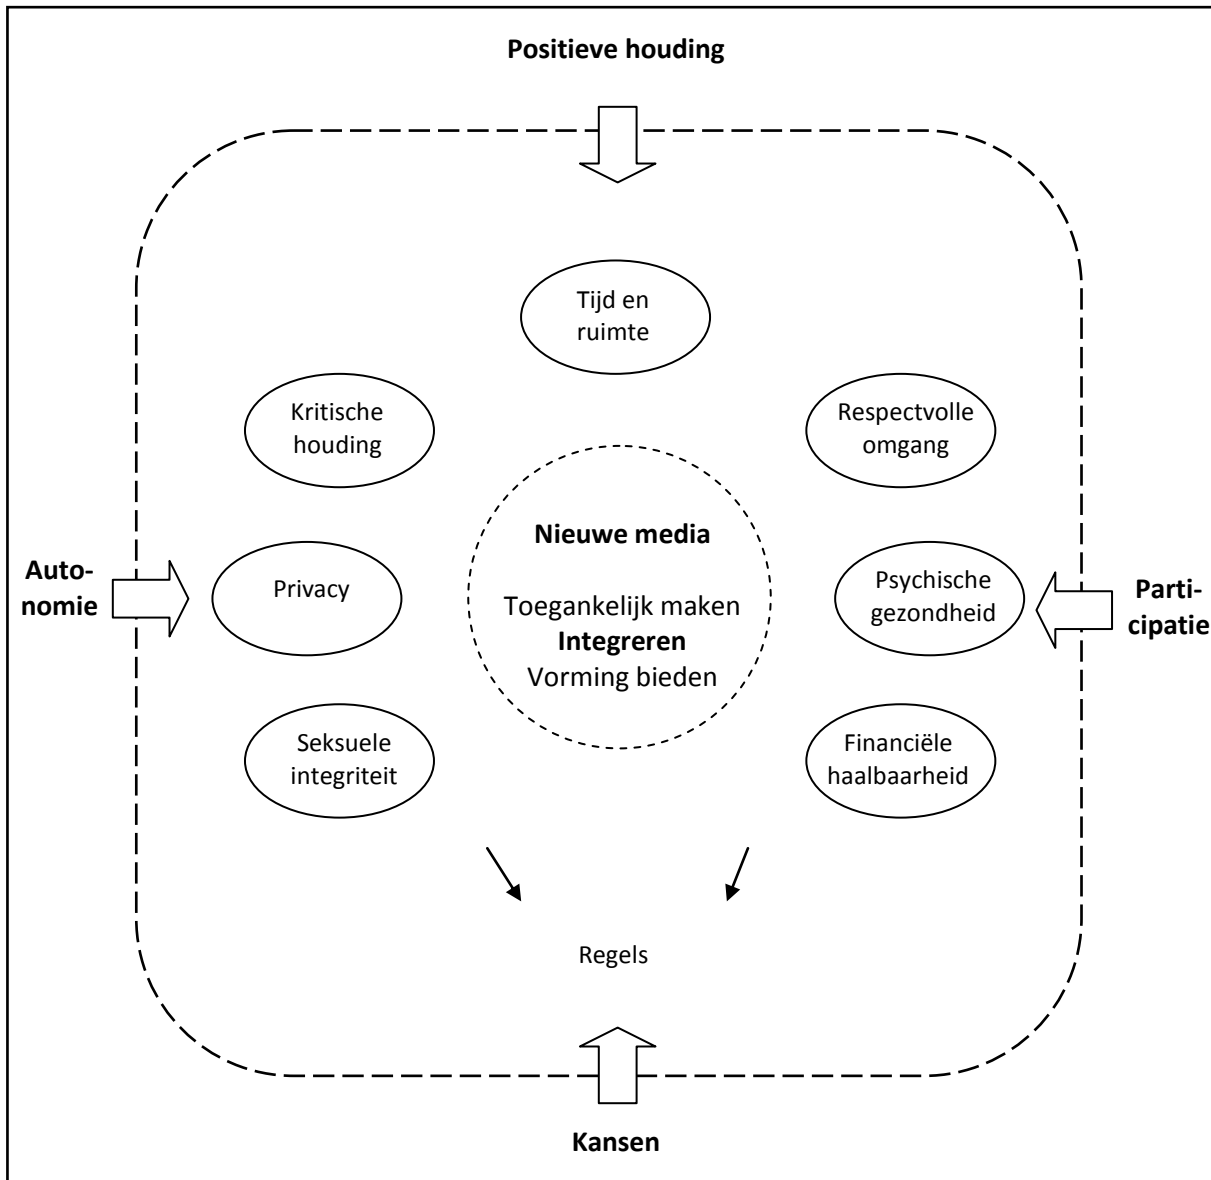 Positieve houding
Tijd en
ruimte
Kritische
houding
Respectvolle
omgang
Nieuwe media
Toegankelijk maken
Integreren
Vorming bieden
Auto-
nomie
Privacy
Psychische
gezondheid
Parti-
cipatie
Seksuele
integriteit
Financiële
haalbaarheid
Regels
Kansen